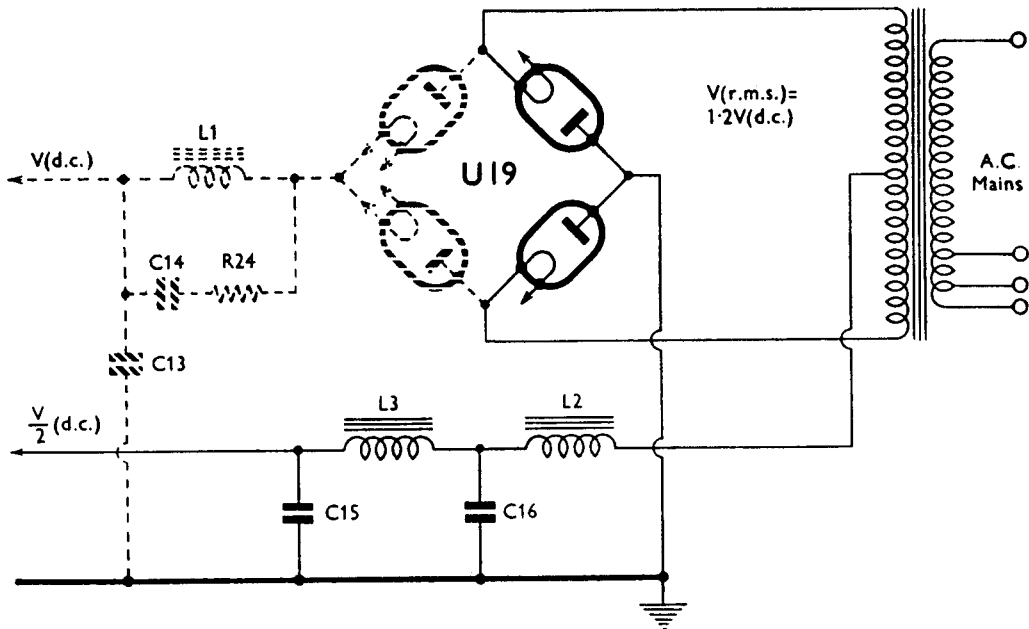 L1
V(d.c.)
U19
V(r.m.s.)=
1·2V(d.c.)
A.C.
Mains
C14
R24
C13
V/2 (d.c.)
L3
L2
C15
C16